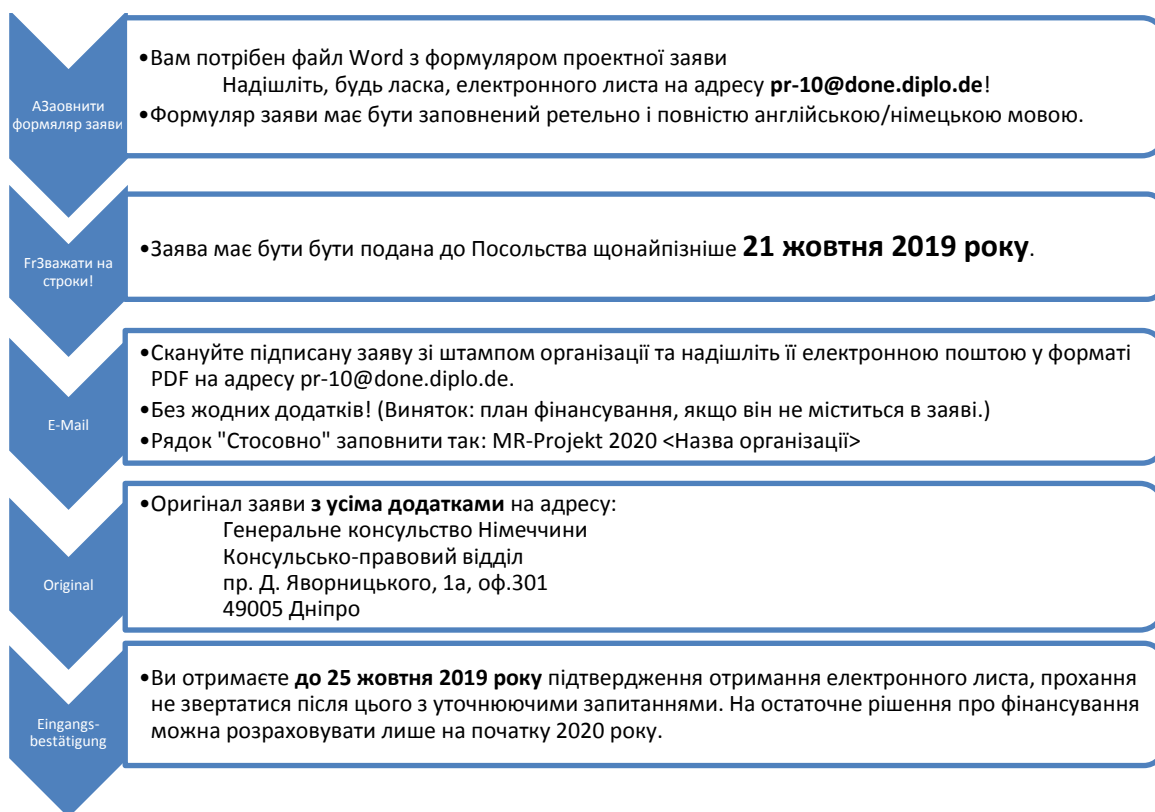 АЗаовнити
формяляр заяви
•Вам потрібен файл Word з формуляром проектної заяви
Надішліть, будь ласка, електронного листа на адресу pr-10@done.diplo.de!
•Формуляр заяви має бути заповнений ретельно і повністю англійською/німецькою мовою.
FrЗважати на
строки!
•Заява має бути бути подана до Посольства щонайпізніше 21 жовтня 2019 року.
E-Mail
•Скануйте підписану заяву зі штампом організації та надішліть її електронною поштою у форматі
PDF на адресу pr-10@done.diplo.de.
•Без жодних додатків! (Виняток: план фінансування, якщо він не міститься в заяві.)
•Рядок "Стосовно" заповнити так: MR-Projekt 2020 <Назва організації>
Original
•Оригінал заяви з усіма додатками на адресу:
Генеральне консульство Німеччини
Консульсько-правовий відділ
пр. Д. Яворницького, 1а, оф.301
49005 Дніпро
Eingangs-
bestätigung
•Ви отримаєте до 25 жовтня 2019 року підтвердження отримання електронного листа, прохання
не звертатися після цього з уточнюючими запитаннями. На остаточне рішення про фінансування
можна розраховувати лише на початку 2020 року.